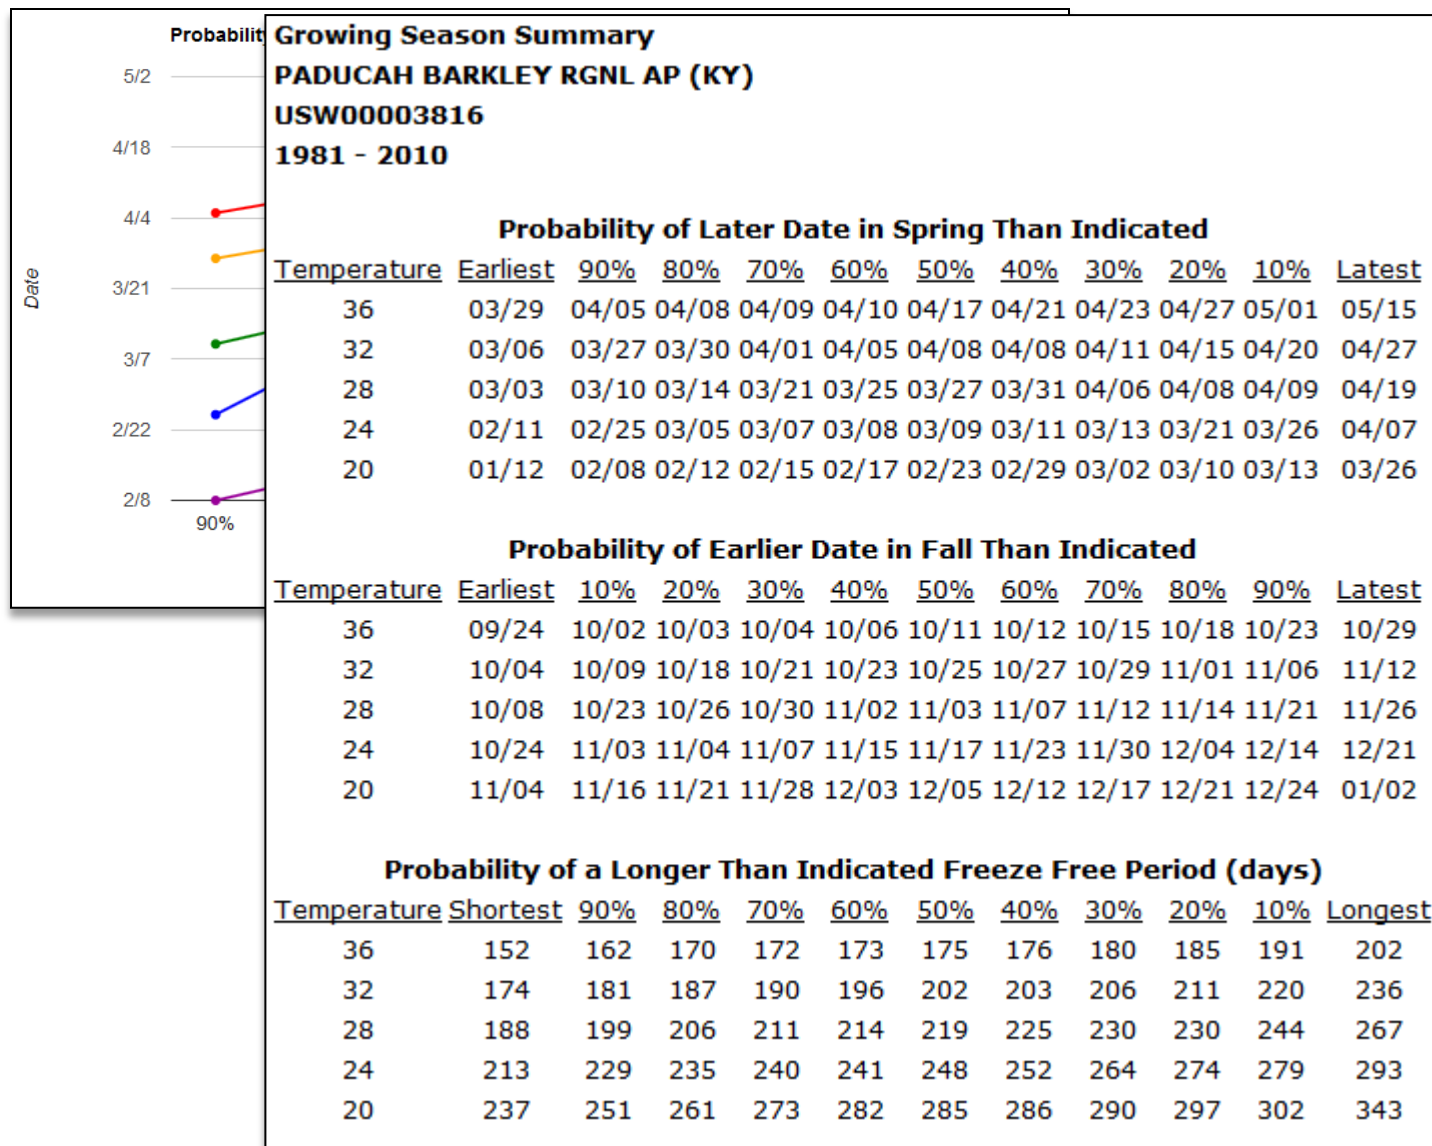 Probabilit
5/2
4/18
4/4
3/21
3/7
2/22
2/8
Date
90%
Growing Season Summary
PADUCAH BARKLEY RGNL AP (KY)
USW00003816
1981 - 2010
Probability of Later Date in Spring Than Indicated
Temperature Earliest 90% 80% 70% 60% 50% 40% 30% 20% 10% Latest
36 03/29 04/05 04/08 04/09 04/10 04/17 04/21 04/23 04/27 05/01 05/15
32 03/06 03/27 03/30 04/01 04/05 04/08 04/08 04/11 04/15 04/20 04/27
28 03/03 03/10 03/14 03/21 03/25 03/27 03/31 04/06 04/08 04/09 04/19
24 02/11 02/25 03/05 03/07 03/08 03/09 03/11 03/13 03/21 03/26 04/07
20 01/12 02/08 02/12 02/15 02/17 02/23 02/29 03/02 03/10 03/13 03/26
Probability of Earlier Date in Fall Than Indicated
Temperature Earliest 10% 20% 30% 40% 50% 60% 70% 80% 90% Latest
36 09/24 10/02 10/03 10/04 10/06 10/11 10/12 10/15 10/18 10/23 10/29
32 10/04 10/09 10/18 10/21 10/23 10/25 10/27 10/29 11/01 11/06 11/12
28 10/08 10/23 10/26 10/30 11/02 11/03 11/07 11/12 11/14 11/21 11/26
24 10/24 11/03 11/04 11/07 11/15 11/17 11/23 11/30 12/04 12/14 12/21
20 11/04 11/16 11/21 11/28 12/03 12/05 12/12 12/17 12/21 12/24 01/02
Probability of a Longer Than Indicated Freeze Free Period (days)
Temperature Shortest 90% 80% 70% 60% 50% 40% 30% 20% 10% Longest
36 152 162 170 172 173 175 176 180 185 191 202
32 174 181 187 190 196 202 203 206 211 220 236
28 188 199 206 211 214 219 225 230 230 244 267
24 213 229 235 240 241 248 252 264 274 279 293
20 237 251 261 273 282 285 286 290 297 302 343